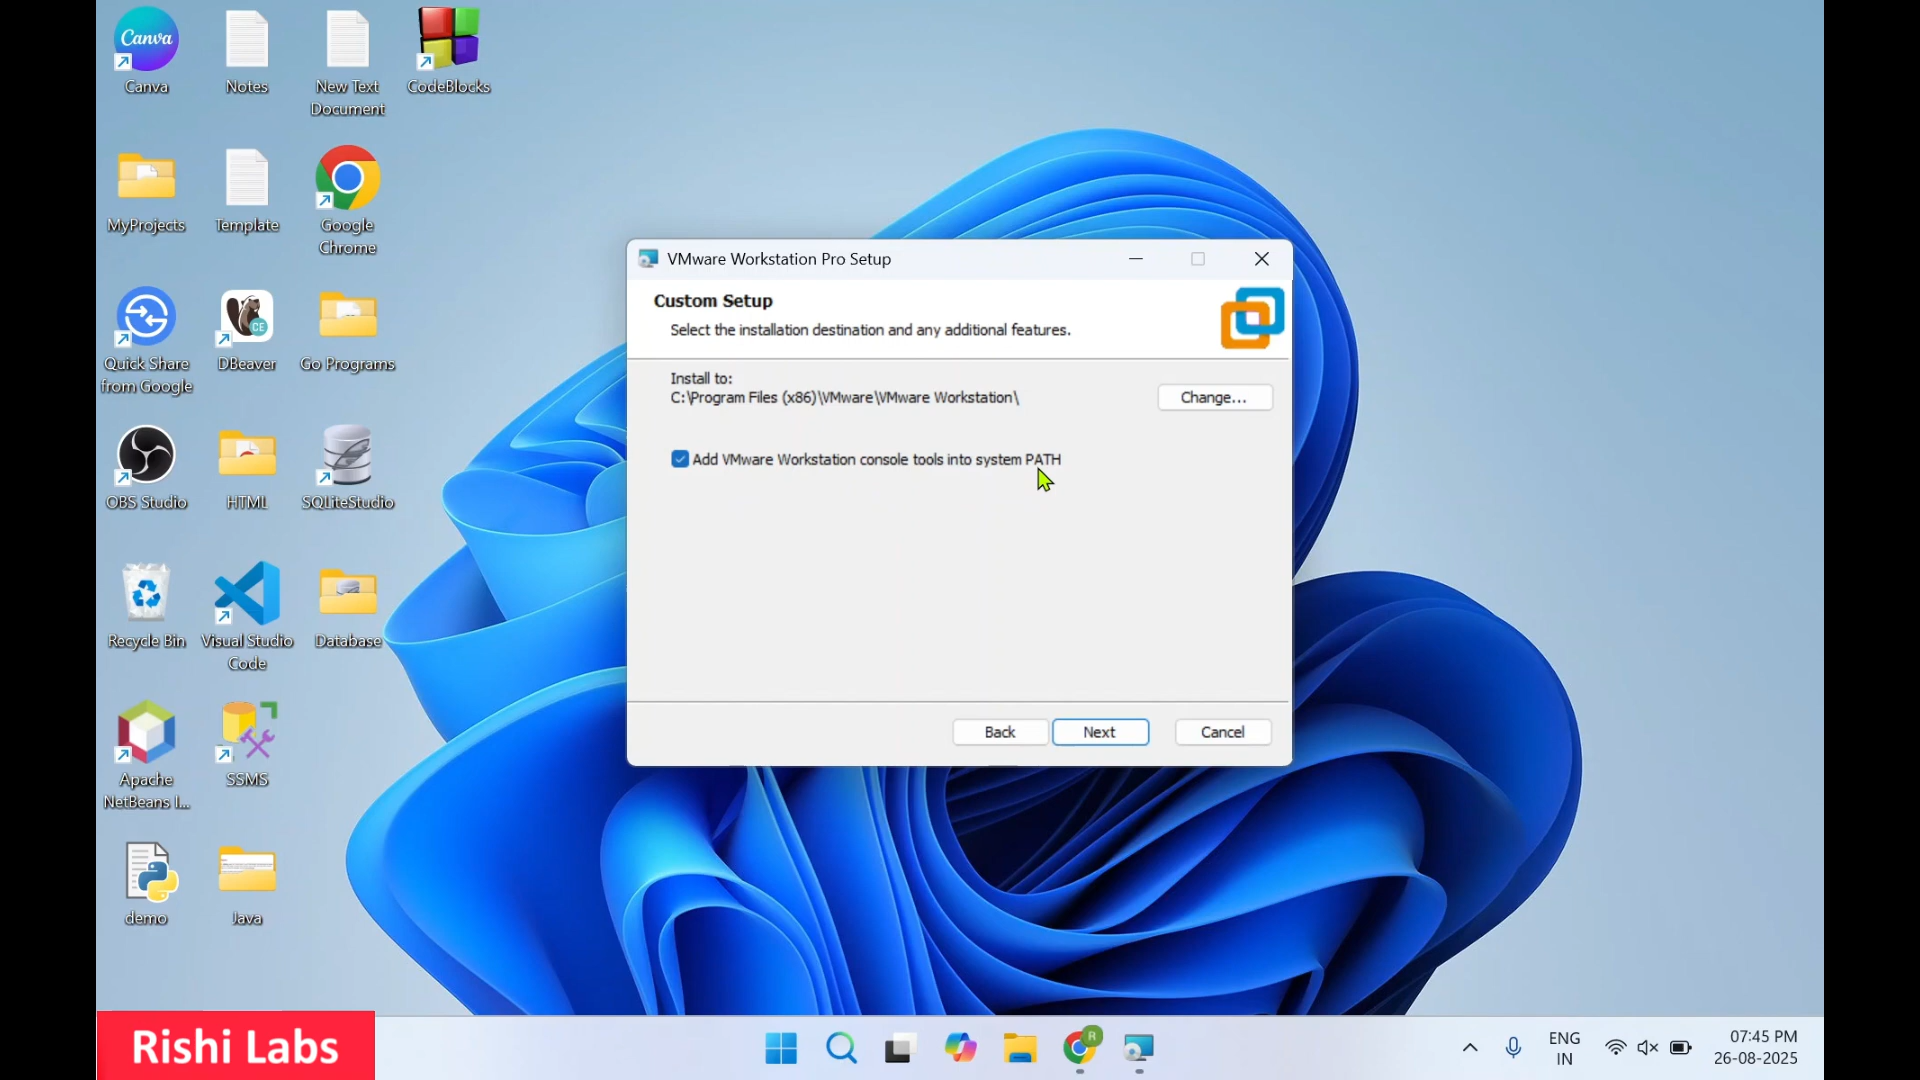 Canva
Canva
Notes
New Text
Document
CodeBlocks
MyProjects
Template
Google
Chrome
Quick Share
from Google
CE
DBeaver
Go Programs
OBS Studio
HTML
SQLiteStudio
Recycle Bin
Visual Studio
Code
Database
Apache
NetBeans I...
SSMS
demo
Java
VMware Workstation Pro Setup
Custom Setup
Select the installation destination and any additional features.
Install to:
C:\Program Files (x86)\VMware\VMware Workstation\
Change...
Add VMware Workstation console tools into system PATH
Back
Next
Cancel
Rishi Labs
R
ENG
IN
07:45 PM
26-08-2025